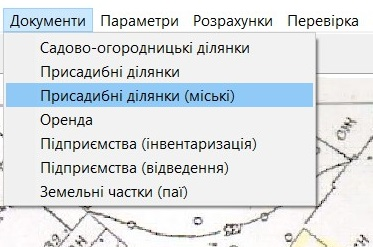 Документи Параметри Розрахунки Перевірка
Садово-огородницькі ділянки
Присадибні ділянки
Присадибні ділянки (міські)
Оренда
Підприємства (інвентаризація)
Підприємства (відведення)
Земельні частки (паї)